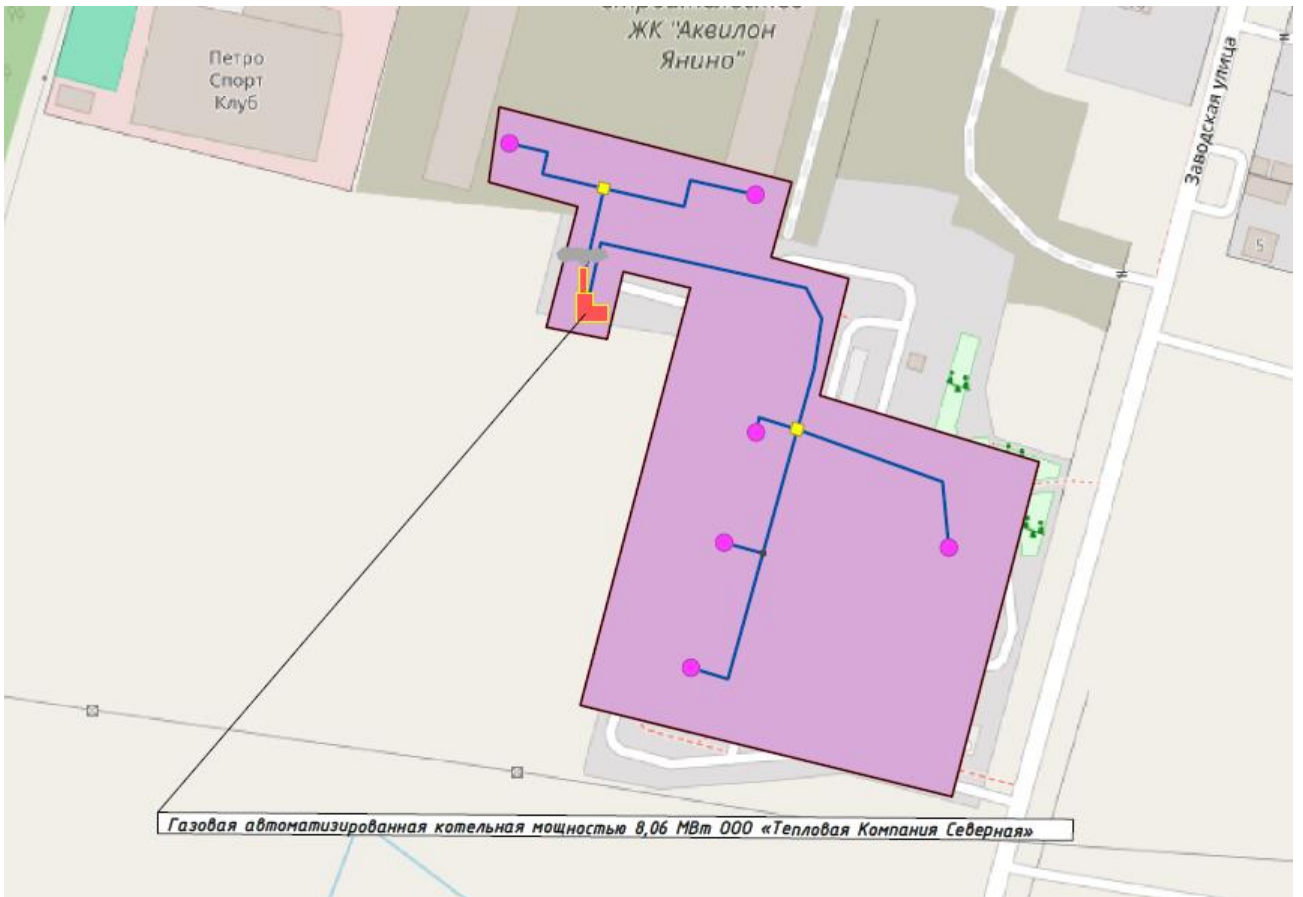 ЖК "Аквилон
Янино"
Петро
Спорт
Клуб
Заводская улица
5
Газовая автоматизированная котельная мощностью 8,06 МВт ООО «Тепловая Компания Северная»